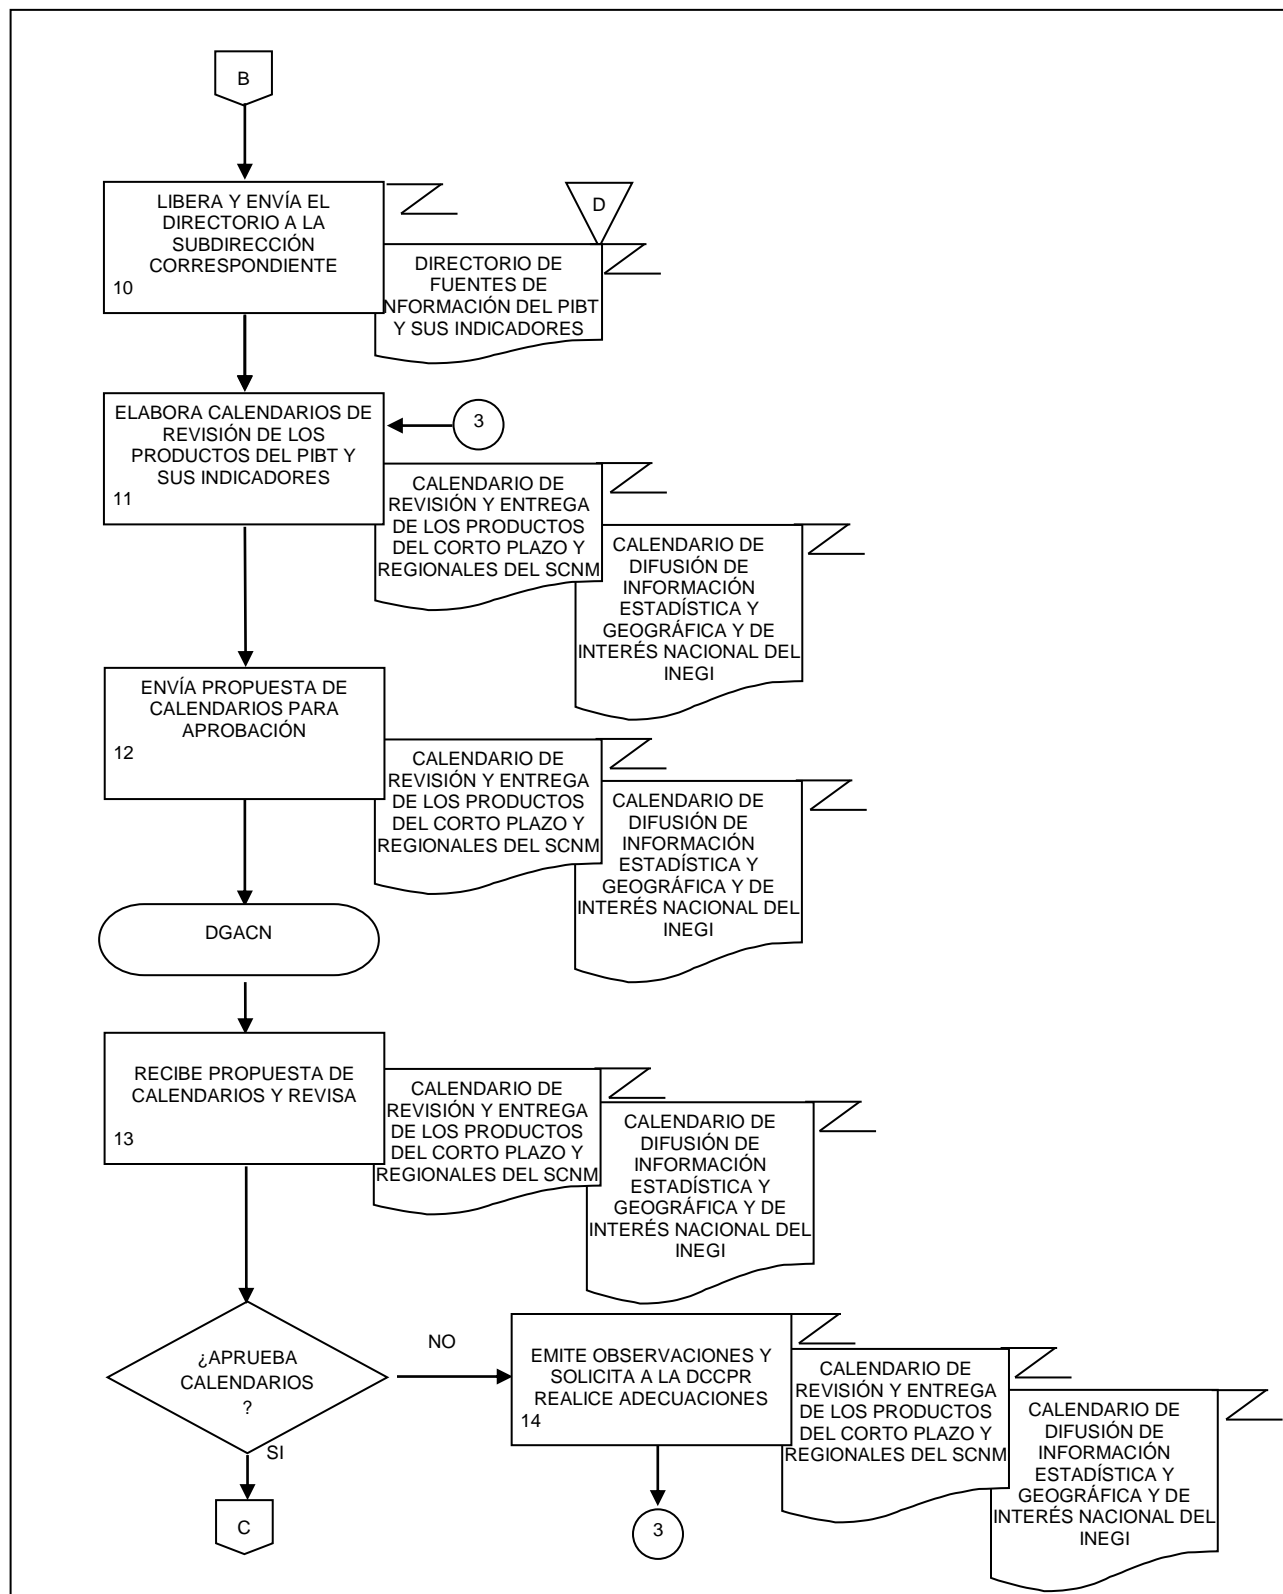 B
LIBERA Y ENVÍA EL
DIRECTORIO A LA
SUBDIRECCIÓN
CORRESPONDIENTE
10
D
DIRECTORIO DE
FUENTES DE
NFORMACIÓN DEL PIBT
Y SUS INDICADORES
ELABORA CALENDARIOS DE
REVISIÓN DE LOS
PRODUCTOS DEL PIBT Y
SUS INDICADORES
11
3
CALENDARIO DE
REVISIÓN Y ENTREGA
DE LOS PRODUCTOS
DEL CORTO PLAZO Y
REGIONALES DEL SCNM
CALENDARIO DE
DIFUSIÓN DE
INFORMACIÓN
ESTADÍSTICA Y
GEOGRÁFICA Y DE
INTERÉS NACIONAL DEL
INEGI
ENVÍA PROPUESTA DE
CALENDARIOS PARA
APROBACIÓN
12
CALENDARIO DE
REVISIÓN Y ENTREGA
DE LOS PRODUCTOS
DEL CORTO PLAZO Y
REGIONALES DEL SCNM
CALENDARIO DE
DIFUSIÓN DE
INFORMACIÓN
ESTADÍSTICA Y
GEOGRÁFICA Y DE
INTERÉS NACIONAL DEL
INEGI
DGACN
RECIBE PROPUESTA DE
CALENDARIOS Y REVISA
13
CALENDARIO DE
REVISIÓN Y ENTREGA
DE LOS PRODUCTOS
DEL CORTO PLAZO Y
REGIONALES DEL SCNM
CALENDARIO DE
DIFUSIÓN DE
INFORMACIÓN
ESTADÍSTICA Y
GEOGRÁFICA Y DE
INTERÉS NACIONAL DEL
INEGI
¿APRUEBA
CALENDARIOS
?
NO
SI
C
EMITE OBSERVACIONES Y
SOLICITA A LA DCCPR
REALICE ADECUACIONES
14
3
CALENDARIO DE
REVISIÓN Y ENTREGA
DE LOS PRODUCTOS
DEL CORTO PLAZO Y
REGIONALES DEL SCNM
CALENDARIO DE
DIFUSIÓN DE
INFORMACIÓN
ESTADÍSTICA Y
GEOGRÁFICA Y DE
INTERÉS NACIONAL DEL
INEGI